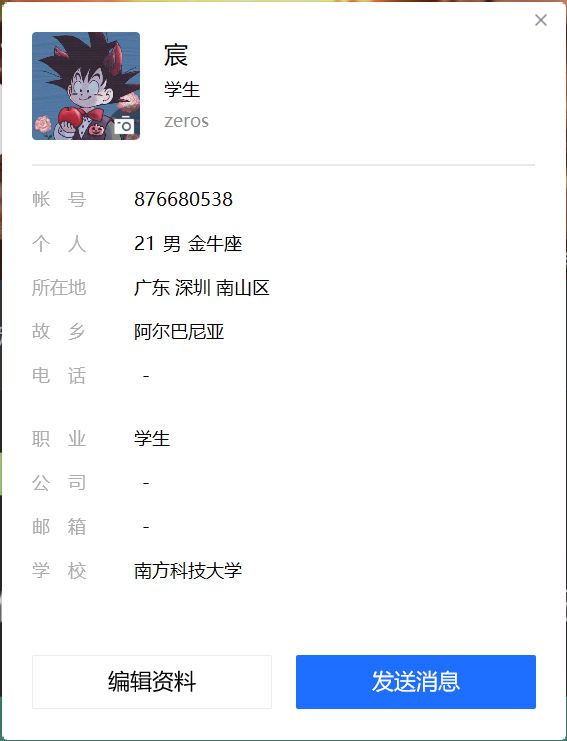 宸
学生
zeros
帐 号 876680538
个 人 21 男 金牛座
所在地 广东 深圳 南山区
故 乡 阿尔巴尼亚
电 话 -
职 业 学生
公 司 -
邮 箱 -
学 校 南方科技大学
编辑资料 发送消息